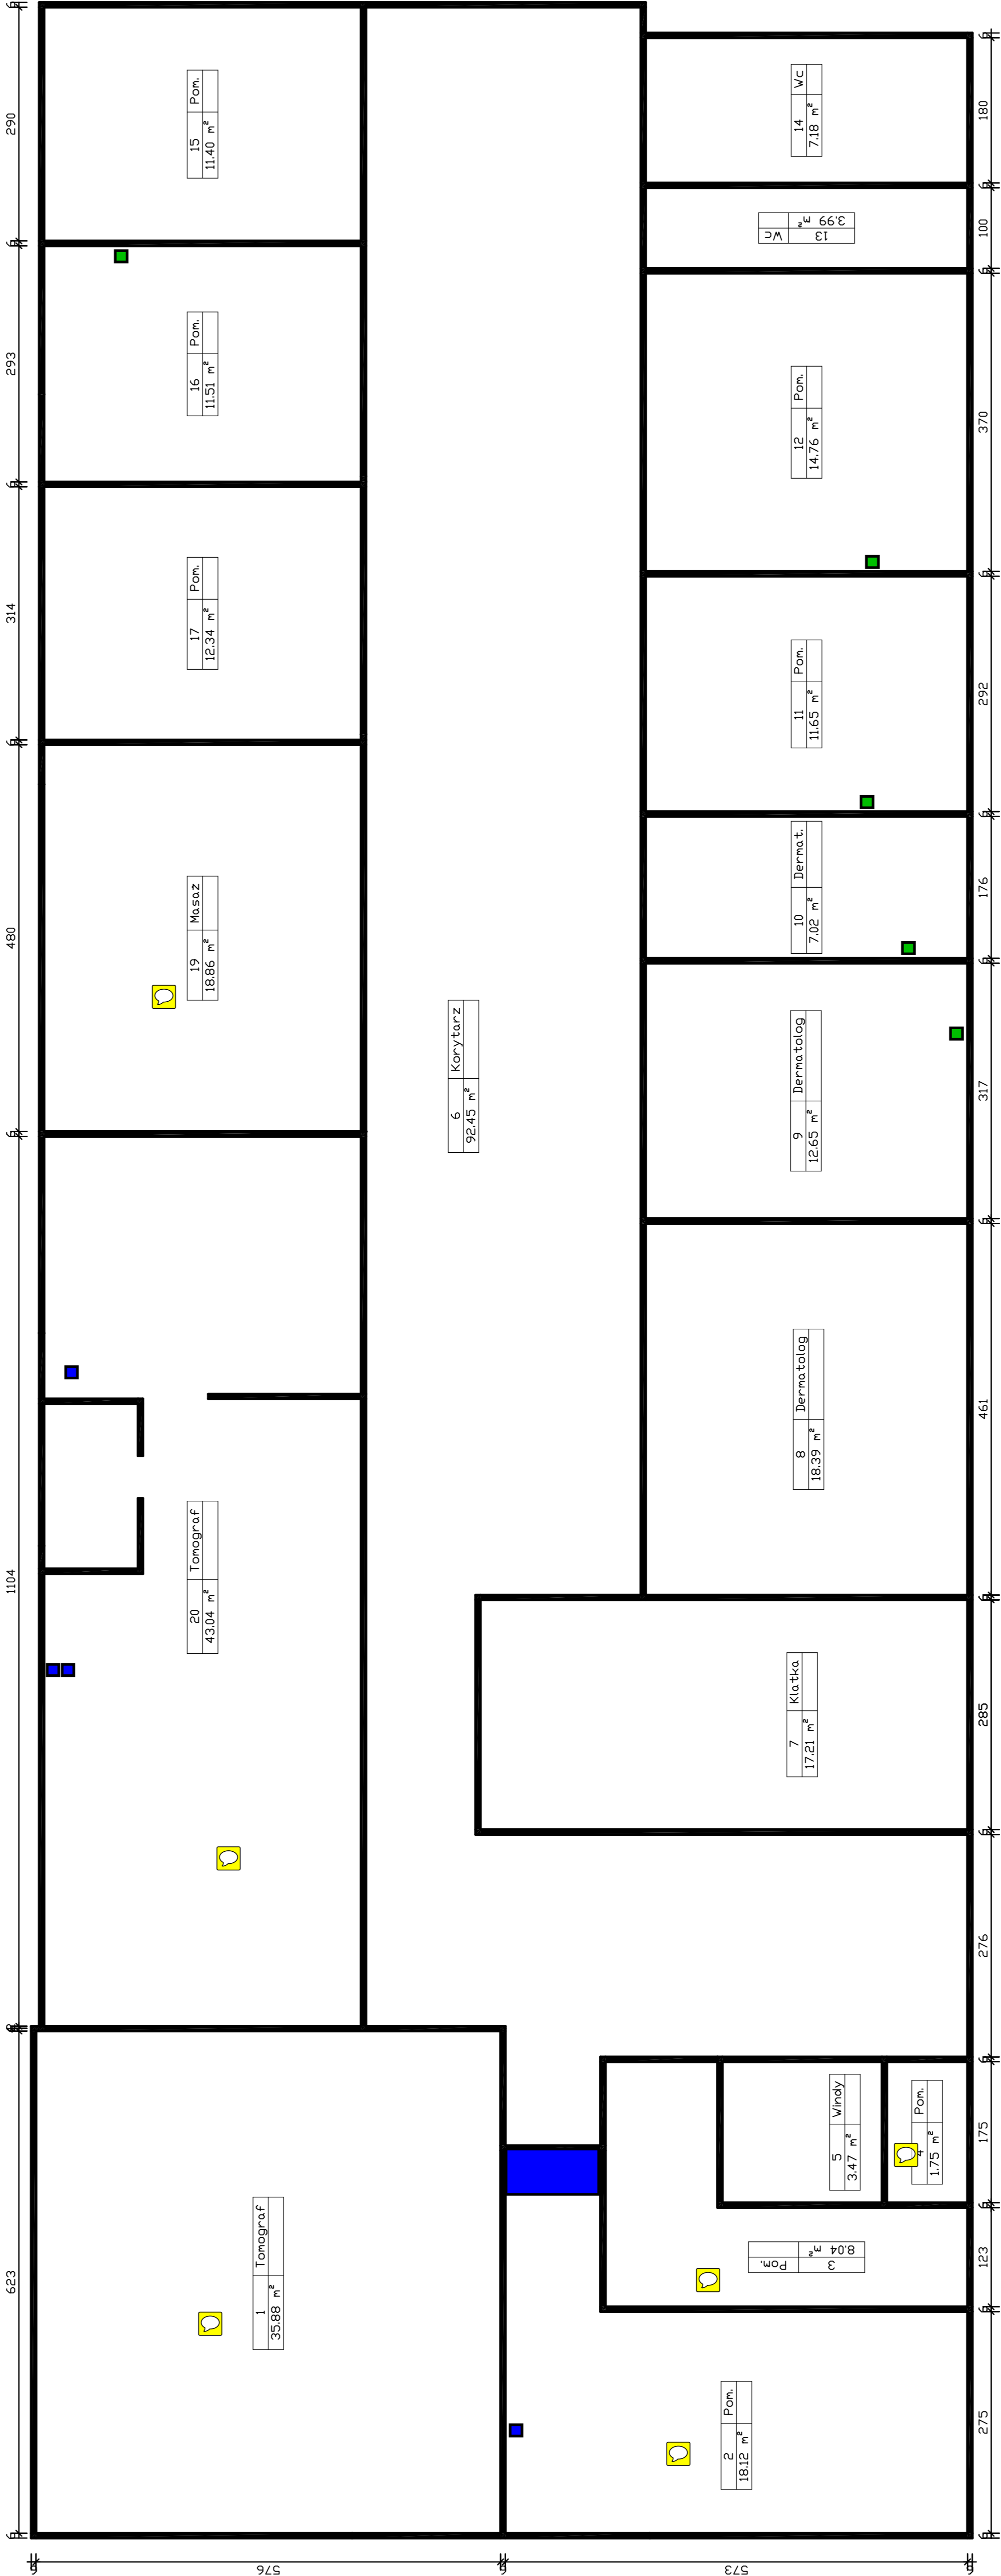 15 Pom.
11.40 m²
16 Pom.
11.51 m²
17 Pom.
12.34 m²
19 Masaz
18.86 m²
20 Tomograf
43.04 m²
1 Tomograf
35.88 m²
6 Korytarz
92.45 m²
14 Wc
7.18 m²
13 Wc
3.99 m²
12 Pom.
14.76 m²
11 Pom.
11.65 m²
10 Dermat.
7.02 m²
9 Dermatolog
12.65 m²
8 Dermatolog
18.39 m²
7 Klatka
17.21 m²
5 Windy
3.47 m²
4 Pom.
1.75 m²
3 Pom.
8.04 m²
2 Pom.
18.12 m²
290
293
314
480
1104
623
180
100
370
292
176
317
461
285
276
175
123
275
576
573